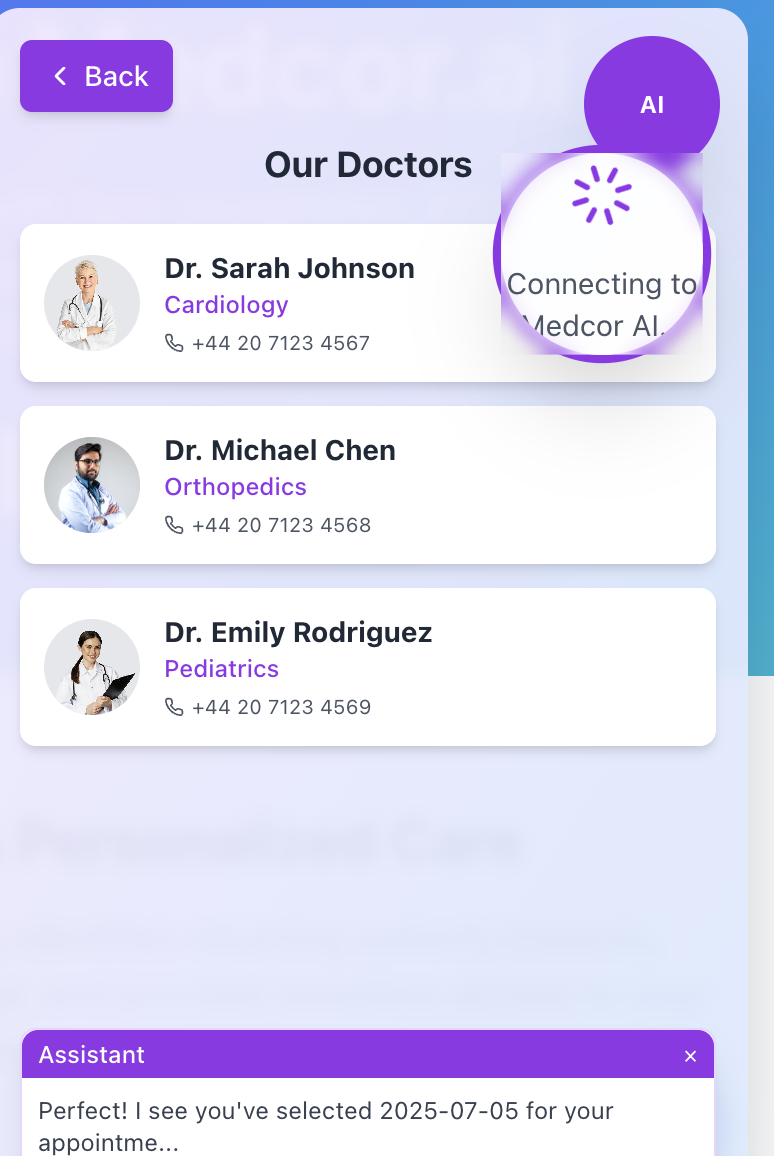 Back
AI
Our Doctors
Connecting to
Medcor AI.
Dr. Sarah Johnson
Cardiology
+44 20 7123 4567
Dr. Michael Chen
Orthopedics
+44 20 7123 4568
Dr. Emily Rodriguez
Pediatrics
+44 20 7123 4569
Personalized Care
Assistant
×
Perfect! I see you've selected 2025-07-05 for your
appointme...